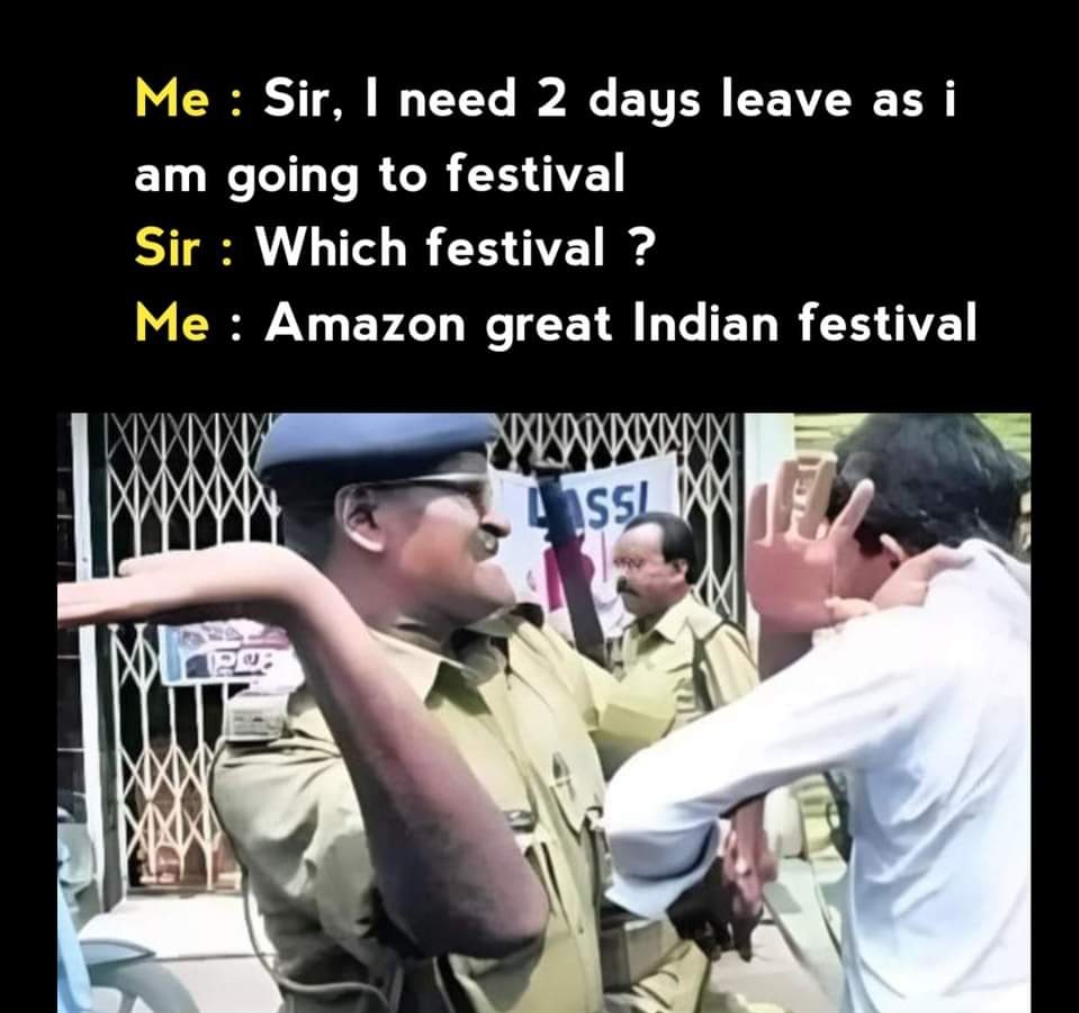 Me : Sir, I need 2 days leave as i
am going to festival
Sir : Which festival ?
Me : Amazon great Indian festival
LASSI